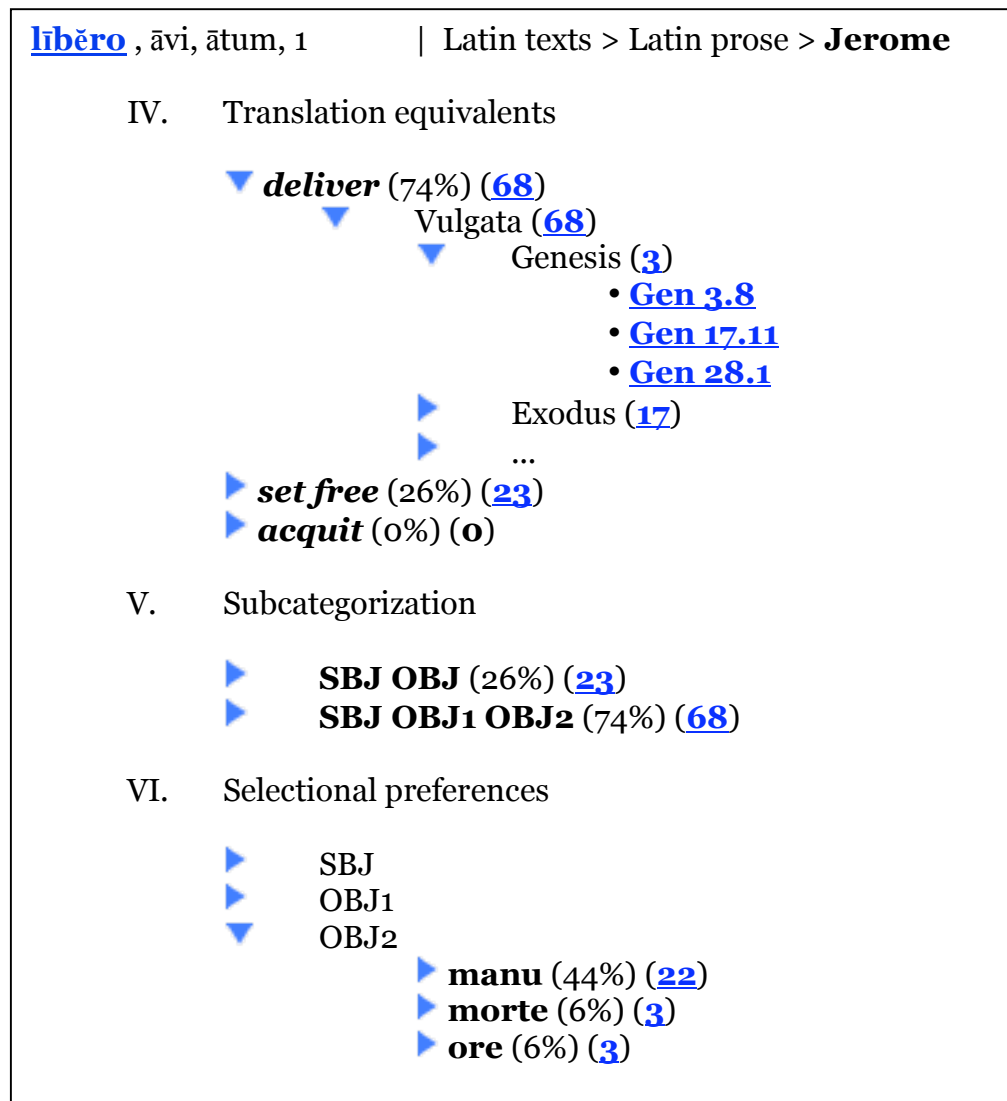 lībĕro , āvi, ātum, 1 | Latin texts > Latin prose > Jerome
IV. Translation equivalents
deliver (74%) (68)
Vulgata (68)
Genesis (3)
• Gen 3.8
• Gen 17.11
• Gen 28.1
Exodus (17)
...
set free (26%) (23)
acquit (0%) (0)
V. Subcategorization
SBJ OBJ (26%) (23)
SBJ OBJ1 OBJ2 (74%) (68)
VI. Selectional preferences
SBJ
OBJ1
OBJ2
manu (44%) (22)
morte (6%) (3)
ore (6%) (3)